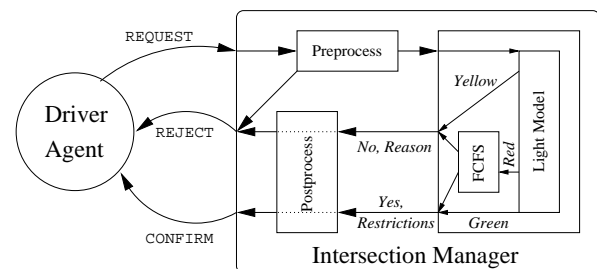 REQUEST
Preprocess
Yellow
Driver
Agent
REJECT
Postprocess
No, Reason
FCFS
Red
Light Model
Yes,
Restrictions
Green
CONFIRM
Intersection Manager